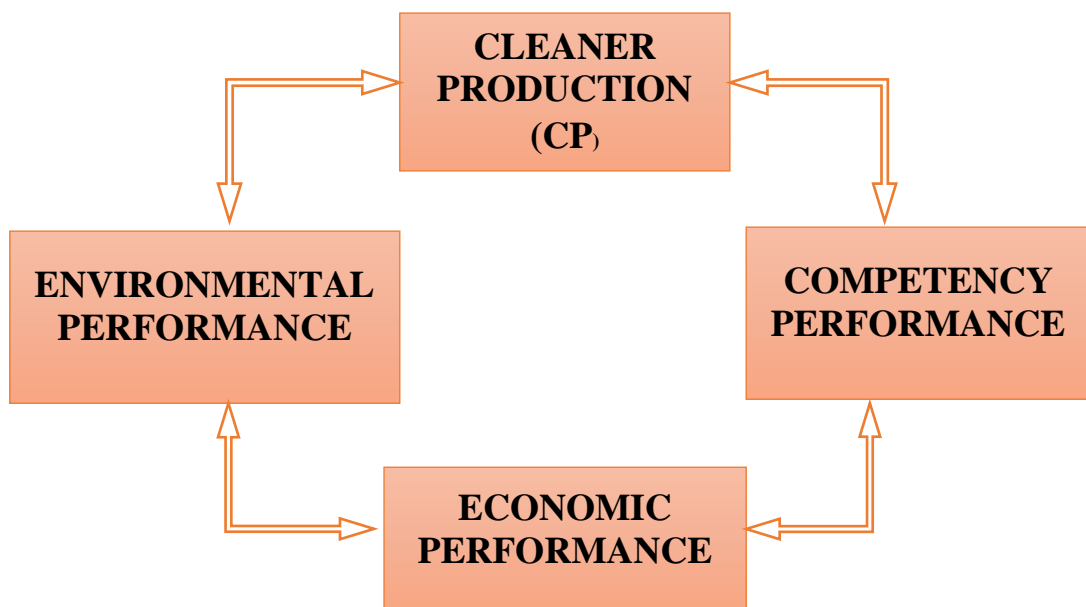 CLEANER
PRODUCTION
(CP)
ENVIRONMENTAL
PERFORMANCE
COMPETENCY
PERFORMANCE
ECONOMIC
PERFORMANCE